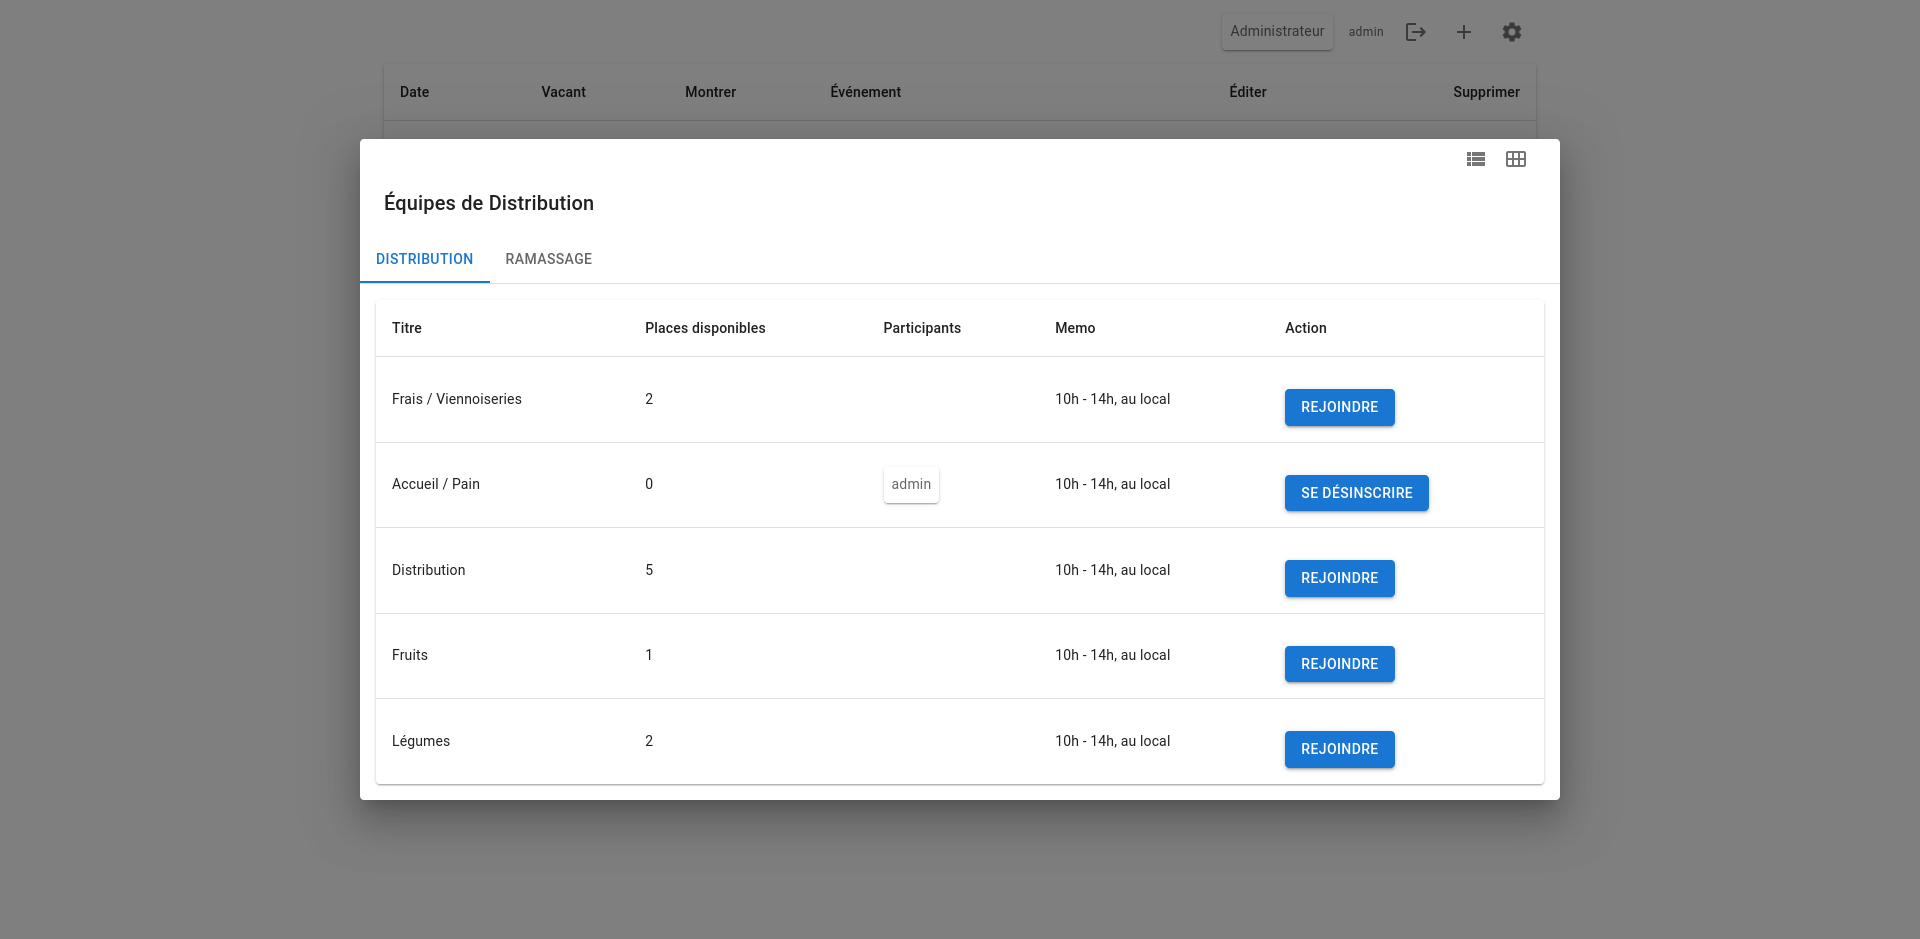 Administrateur admin
Date Vacant Montrer Événement Éditer Supprimer
Équipes de Distribution
DISTRIBUTION RAMASSAGE
Titre Places disponibles Participants Memo Action
Frais / Viennoiseries 2 10h - 14h, au local REJOINDRE
Accueil / Pain 0 admin 10h - 14h, au local SE DÉSINSCRIRE
Distribution 5 10h - 14h, au local REJOINDRE
Fruits 1 10h - 14h, au local REJOINDRE
Légumes 2 10h - 14h, au local REJOINDRE